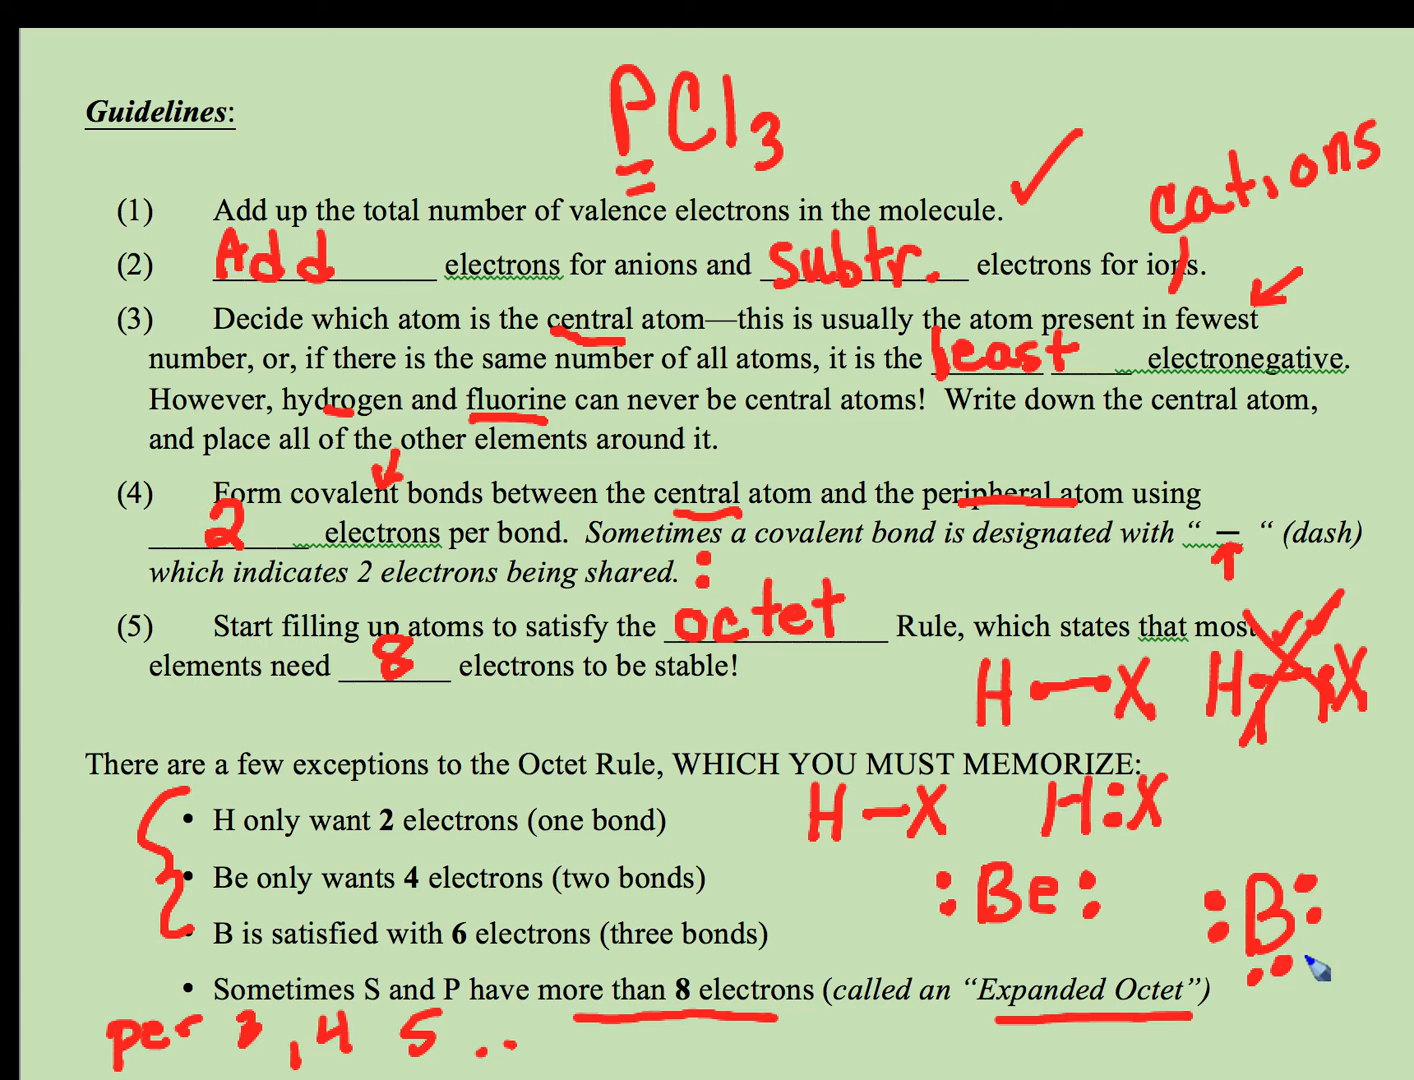 PCl3
Guidelines:
cations
(1) Add up the total number of valence electrons in the molecule.
(2) Add electrons for anions and subtr. electrons for ions.
(3) Decide which atom is the central atom—this is usually the atom present in fewest
number, or, if there is the same number of all atoms, it is the least electronegative.
However, hydrogen and fluorine can never be central atoms! Write down the central atom,
and place all of the other elements around it.
(4) Form covalent bonds between the central atom and the peripheral atom using
2 electrons per bond. Sometimes a covalent bond is designated with “ — “ (dash)
which indicates 2 electrons being shared. :
(5) Start filling up atoms to satisfy the octet Rule, which states that most
elements need 8 electrons to be stable!
H—X H X
There are a few exceptions to the Octet Rule, WHICH YOU MUST MEMORIZE:
• H only want 2 electrons (one bond) H—X H:X
• Be only wants 4 electrons (two bonds) :Be:
• B is satisfied with 6 electrons (three bonds) :B:
• Sometimes S and P have more than 8 electrons (called an “Expanded Octet”)
per 3, 4 5 ..